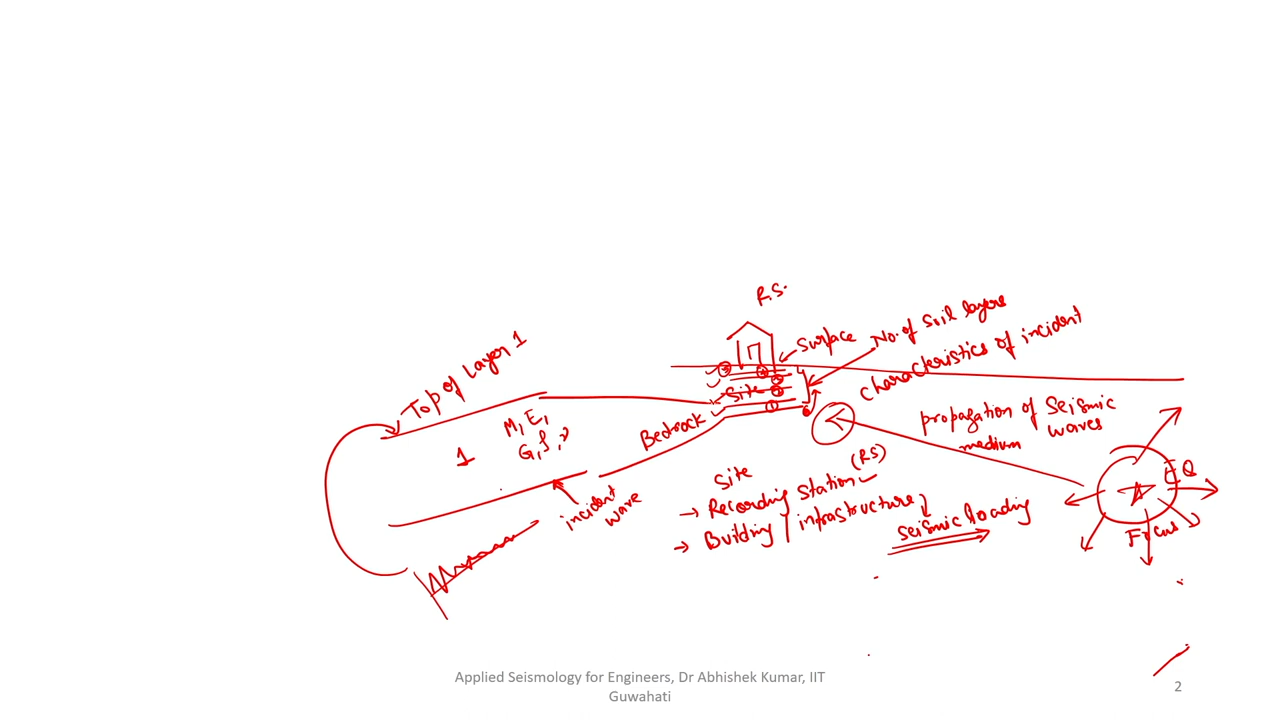 R.S.
Surface
No. of Soil layers
characteristics of incident
Top of Layer 1
Site
Bedrock
1
propagation of Seismic
waves
medium
EQ
Focus
incident
wave
Site
→ Recording Station (RS)
→ Building / infrastructure
seismic loading
Applied Seismology for Engineers, Dr Abhishek Kumar, IIT
Guwahati
2